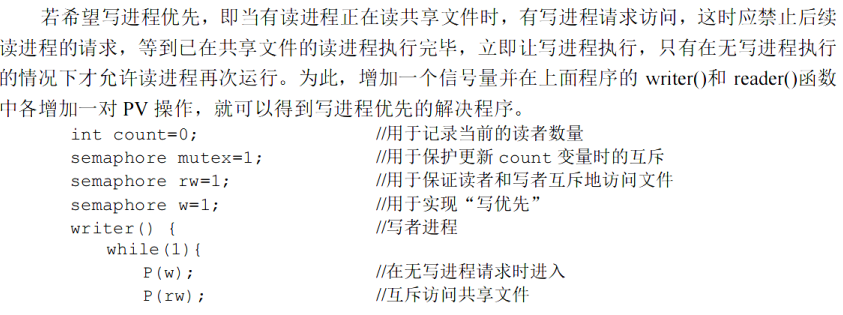 若希望写进程优先，即当有读进程正在读共享文件时，有写进程请求访问，这时应禁止后续
读进程的请求，等到已在共享文件的读进程执行完毕，立即让写进程执行，只有在无写进程执行
的情况下才允许读进程再次运行。为此，增加一个信号量并在上面程序的 writer()和 reader()函数
中各增加一对 PV 操作，就可以得到写进程优先的解决程序。
int count=0; //用于记录当前的读者数量
semaphore mutex=1; //用于保护更新 count 变量时的互斥
semaphore rw=1; //用于保证读者和写者互斥地访问文件
semaphore w=1; //用于实现“写优先”
writer() { //写者进程
while(1){
P(w); //在无写进程请求时进入
P(rw); //互斥访问共享文件